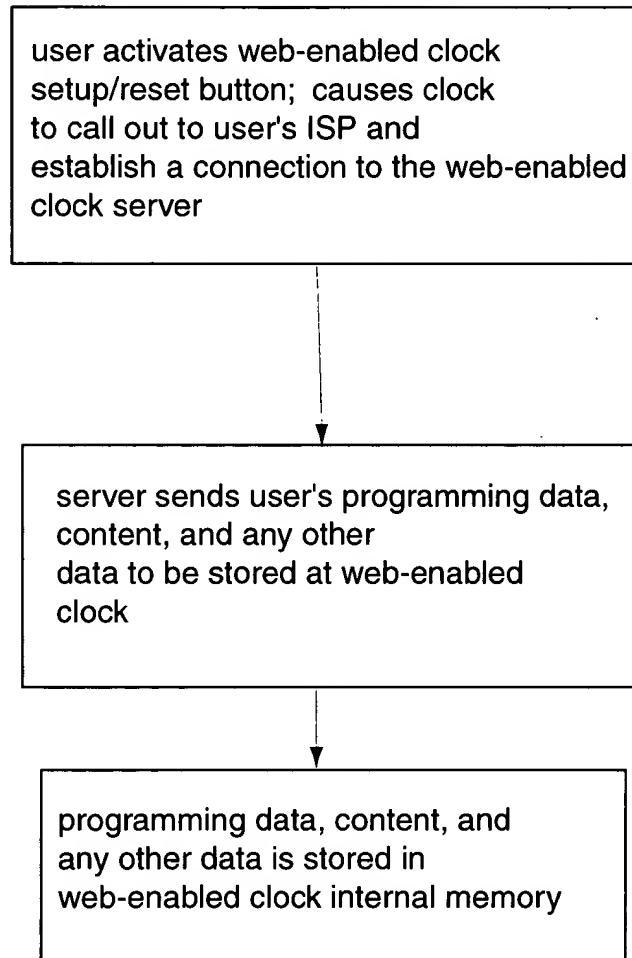 user activates web-enabled clock
setup/reset button; causes clock
to call out to user's ISP and
establish a connection to the web-enabled
clock server
server sends user's programming data,
content, and any other
data to be stored at web-enabled
clock
programming data, content, and
any other data is stored in
web-enabled clock internal memory